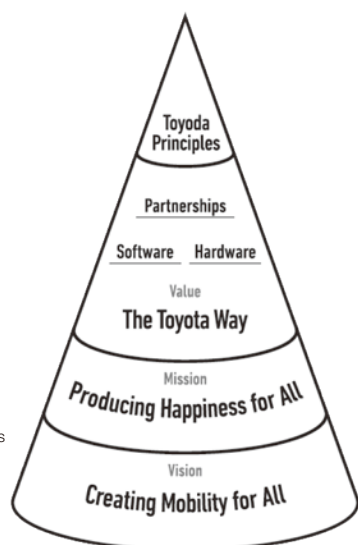 Toyoda
Principles
Partnerships
Software Hardware
Value
The Toyota Way
Mission
Producing Happiness for All
s
Vision
Creating Mobility for All